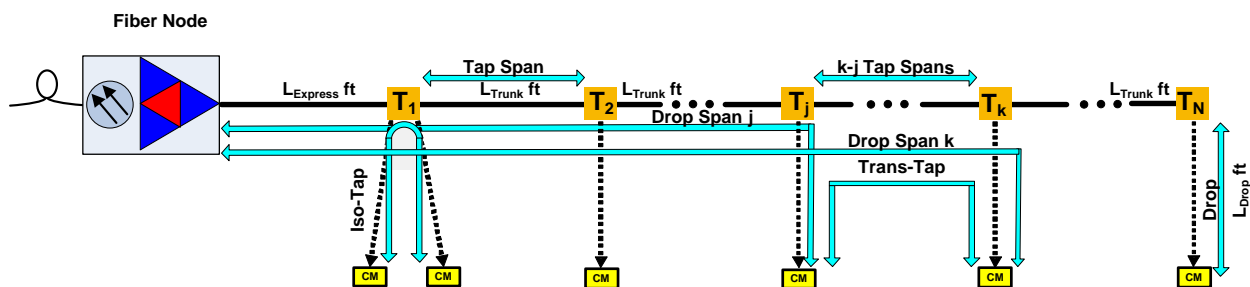 Fiber Node
Tap Span
k-j Tap Spans
L_Express ft
T_1
L_Trunk ft
T_2
L_Trunk ft
T_j
T_k
L_Trunk ft
T_N
Drop Span j
Drop Span k
Trans-Tap
Iso-Tap
Drop
L_Drop ft
CM
CM
CM
CM
CM
CM